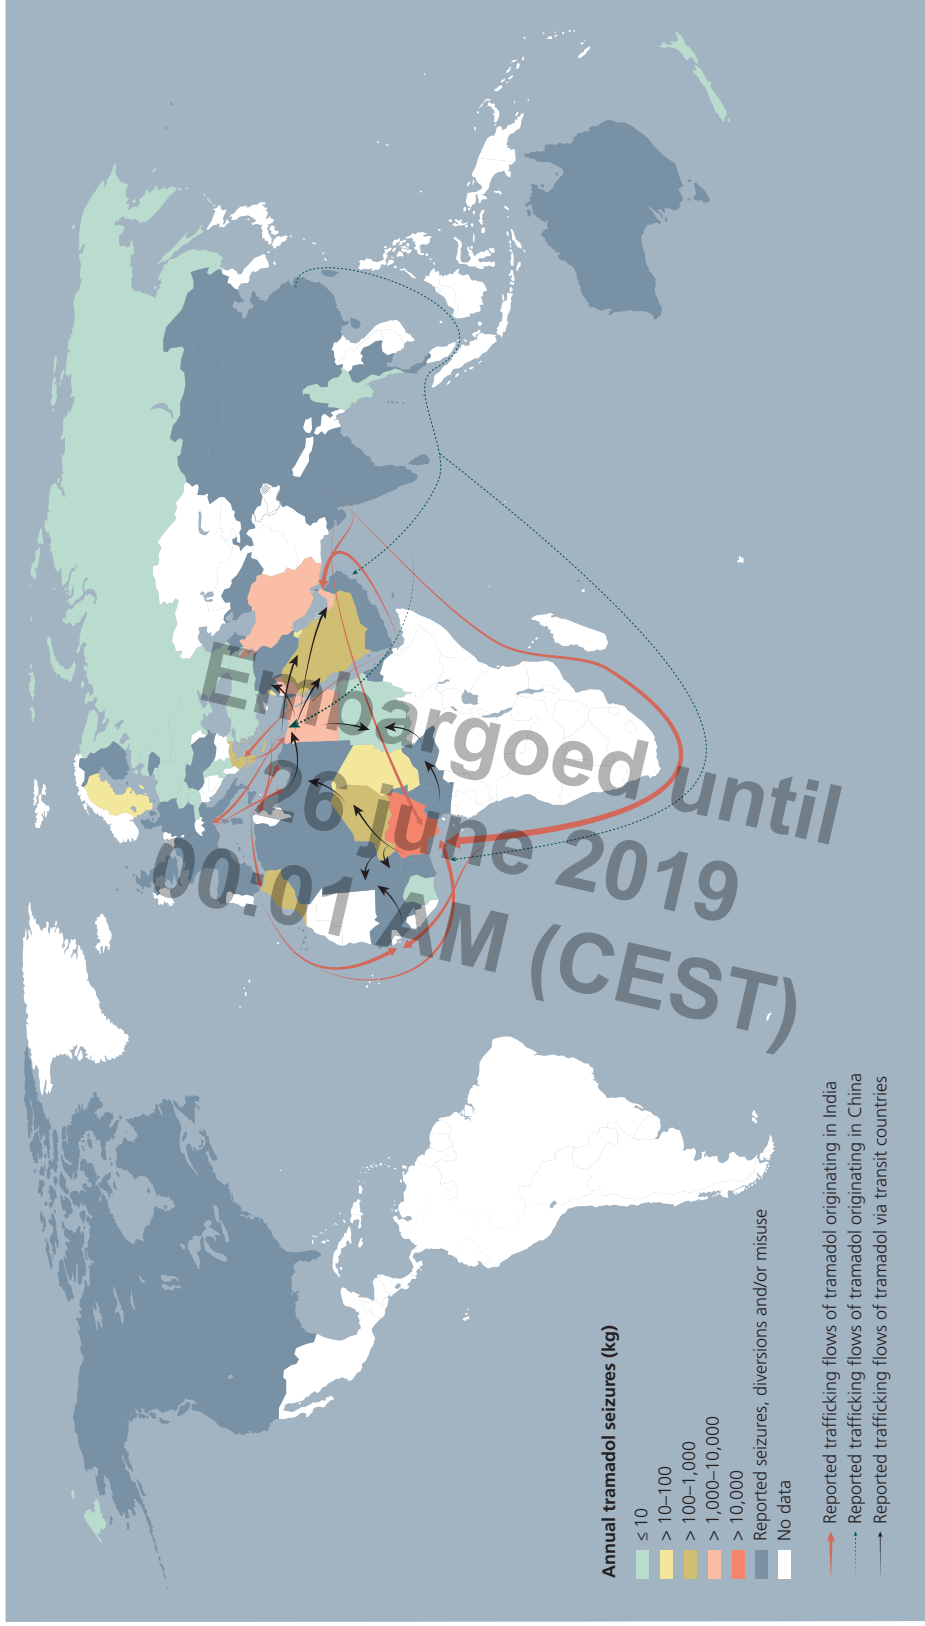 Embargoed until
26 june 2019
00:01 AM (CEST)
Annual tramadol seizures (kg)
≤ 10
> 10–100
> 100–1,000
> 1,000–10,000
> 10,000
Reported seizures, diversions and/or misuse
No data
Reported trafficking flows of tramadol originating in India
Reported trafficking flows of tramadol originating in China
Reported trafficking flows of tramadol via transit countries